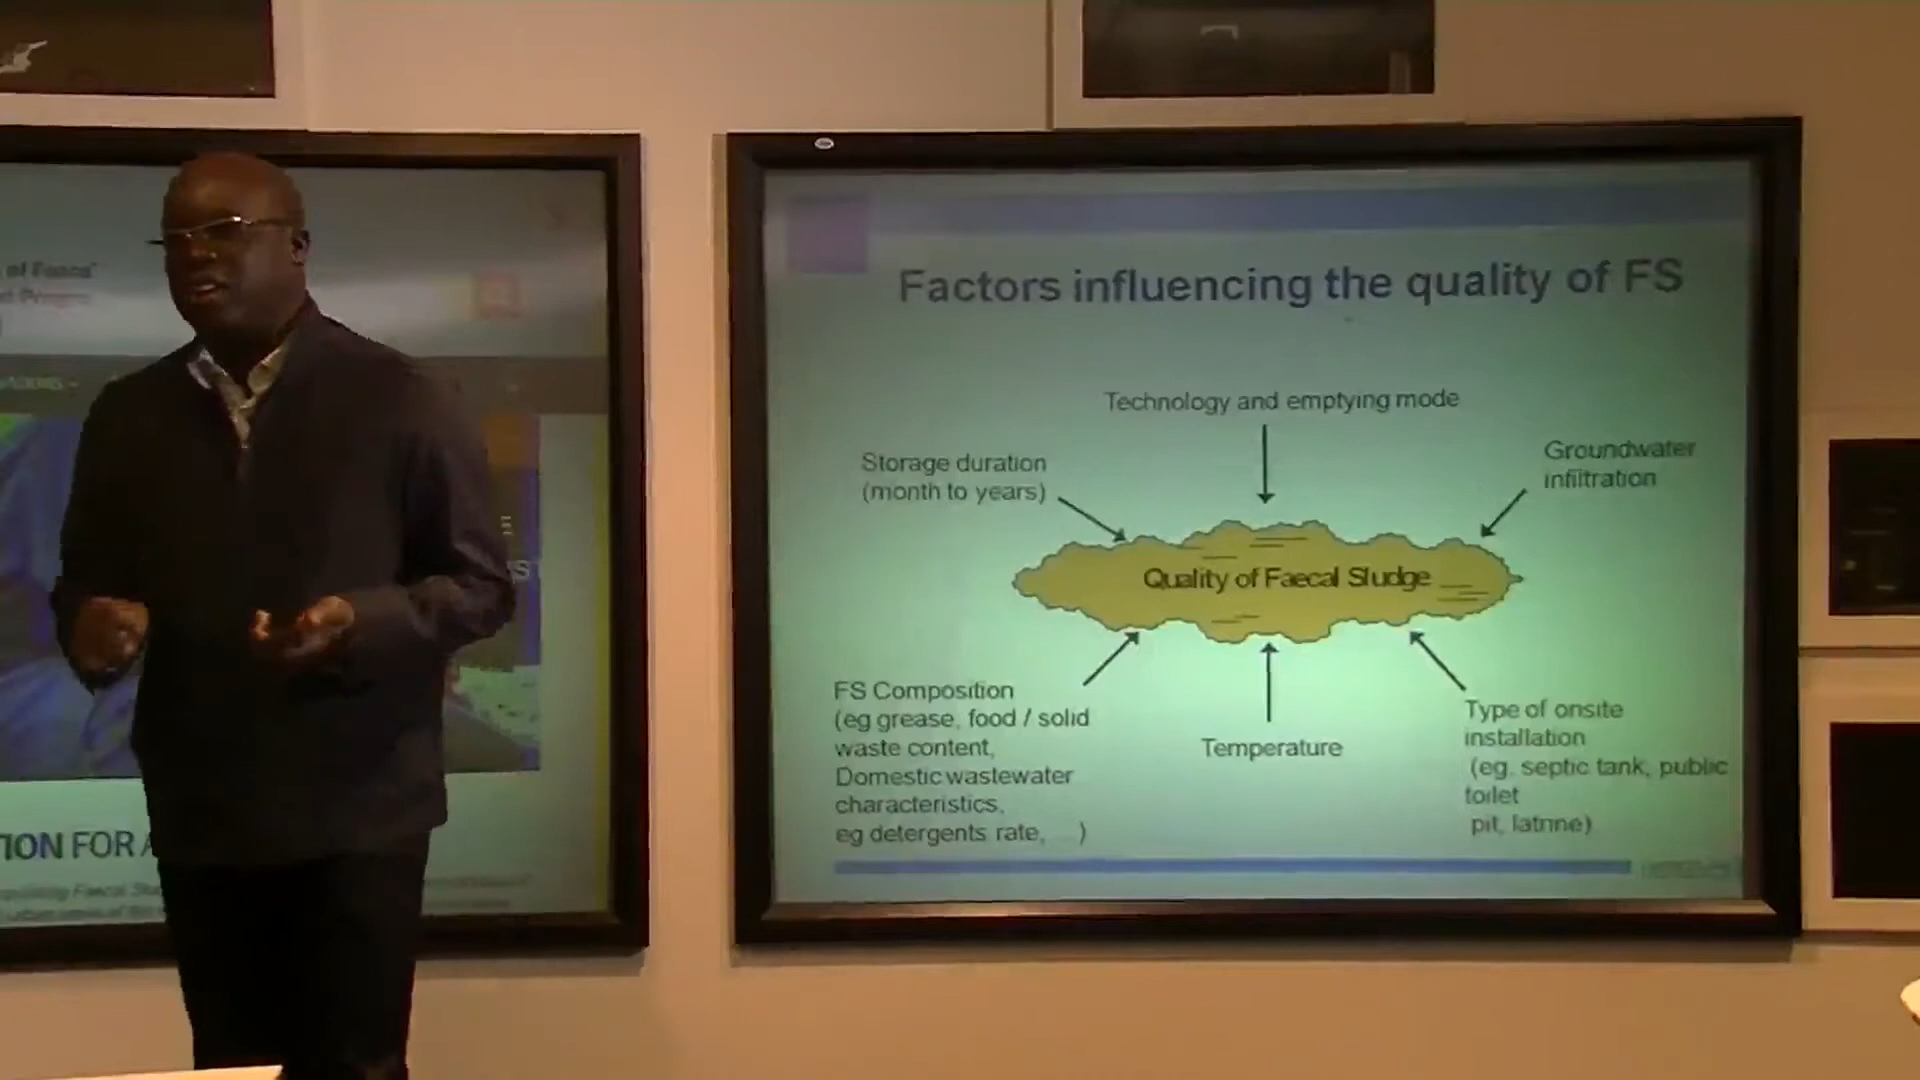 of Faecal
Factors influencing the quality of FS
Technology and emptying mode
Storage duration
(month to years)
Groundwater
infiltration
Quality of Faecal Sludge
FS Composition
(eg grease, food / solid
waste content,
Domestic wastewater
characteristics,
eg detergents rate, ...)
Temperature
Type of onsite
installation
(eg. septic tank, public
toilet
pit, latrine)
TION FOR A